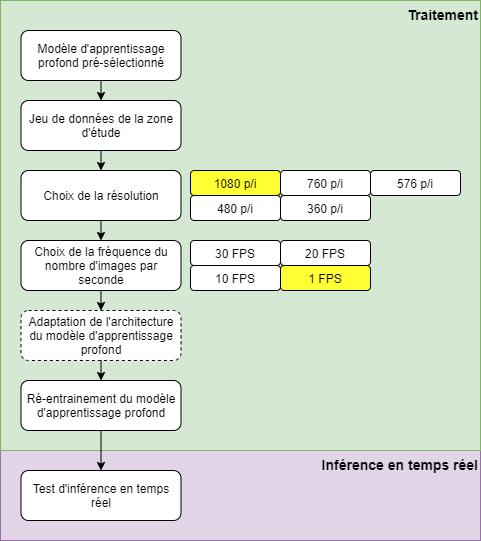 Traitement
Modèle d'apprentissage
profond pré-sélectionné
Jeu de données de la zone
d'étude
Choix de la résolution
1080 p/i
760 p/i
576 p/i
480 p/i
360 p/i
Choix de la fréquence du
nombre d'images par
seconde
30 FPS
20 FPS
10 FPS
1 FPS
Adaptation de l'architecture
du modèle d'apprentissage
profond
Ré-entrainement du modèle
d'apprentissage profond
Inférence en temps réel
Test d'inférence en temps
réel